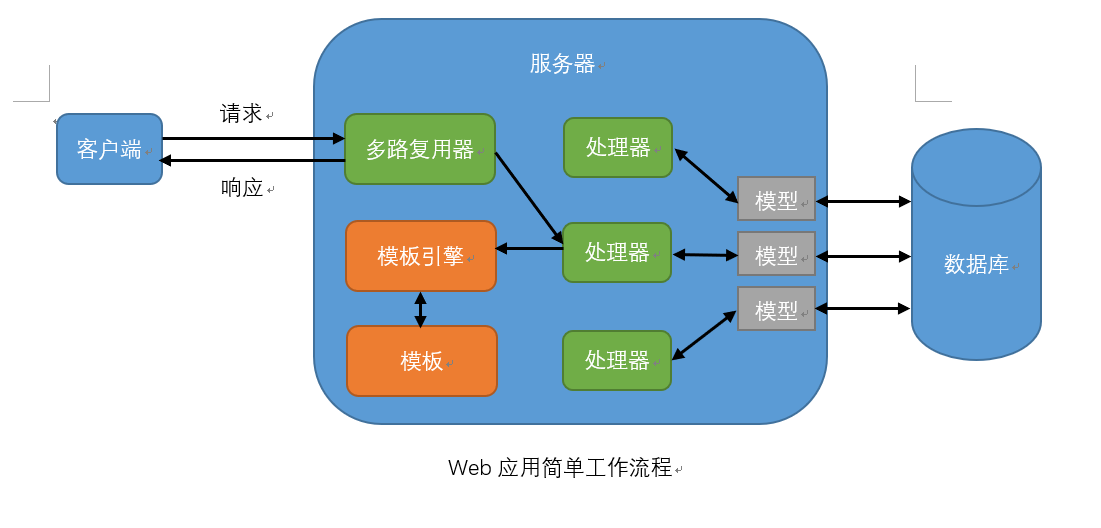 服务器
请求
客户端
多路复用器
处理器
响应
模型
模板引擎
处理器
模型
数据库
模型
模板
处理器
Web 应用简单工作流程